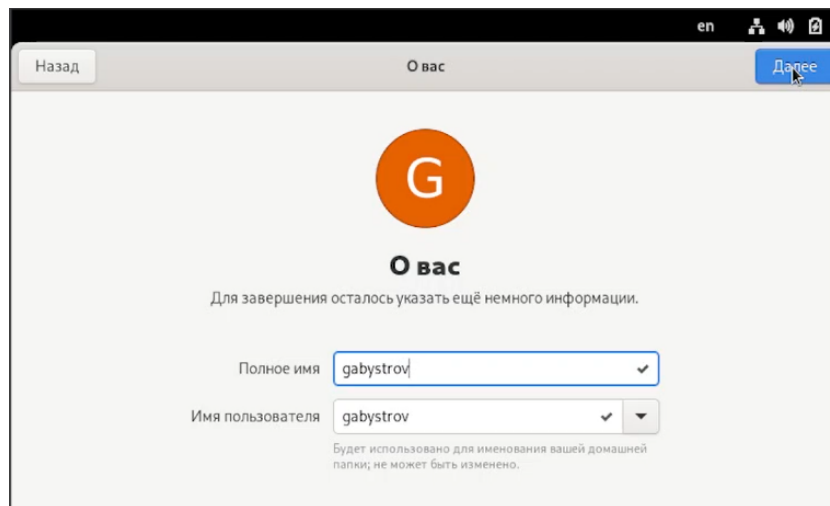 en
Назад
О вас
Далее
G
О вас
Для завершения осталось указать ещё немного информации.
Полное имя
gabystrov
Имя пользователя
gabystrov
Будет использовано для именования вашей домашней
папки; не может быть изменено.